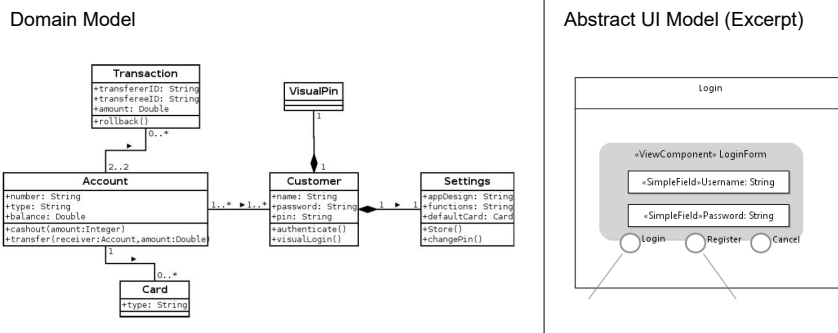 Domain Model
Abstract UI Model (Excerpt)
Transaction
+transfererID: String
+transfereeID: String
+amount: Double
+rollback()
0..*
2..2
VisualPin
1
1
Account
+number: String
+type: String
+balance: Double
+cashout(amount:Integer)
+transfer(receiver:Account,amount:Double)
1..* 1..*
Customer
+name: String
+password: String
+pin: String
+authenticate()
+visualLogin()
1 1
Settings
+appDesign: String
+functions: String
+defaultCard: Card
+Store()
+changePin()
1
0..*
Card
+type: String
Login
«ViewComponent» LoginForm
«SimpleField»Username: String
«SimpleField»Password: String
Login Register Cancel